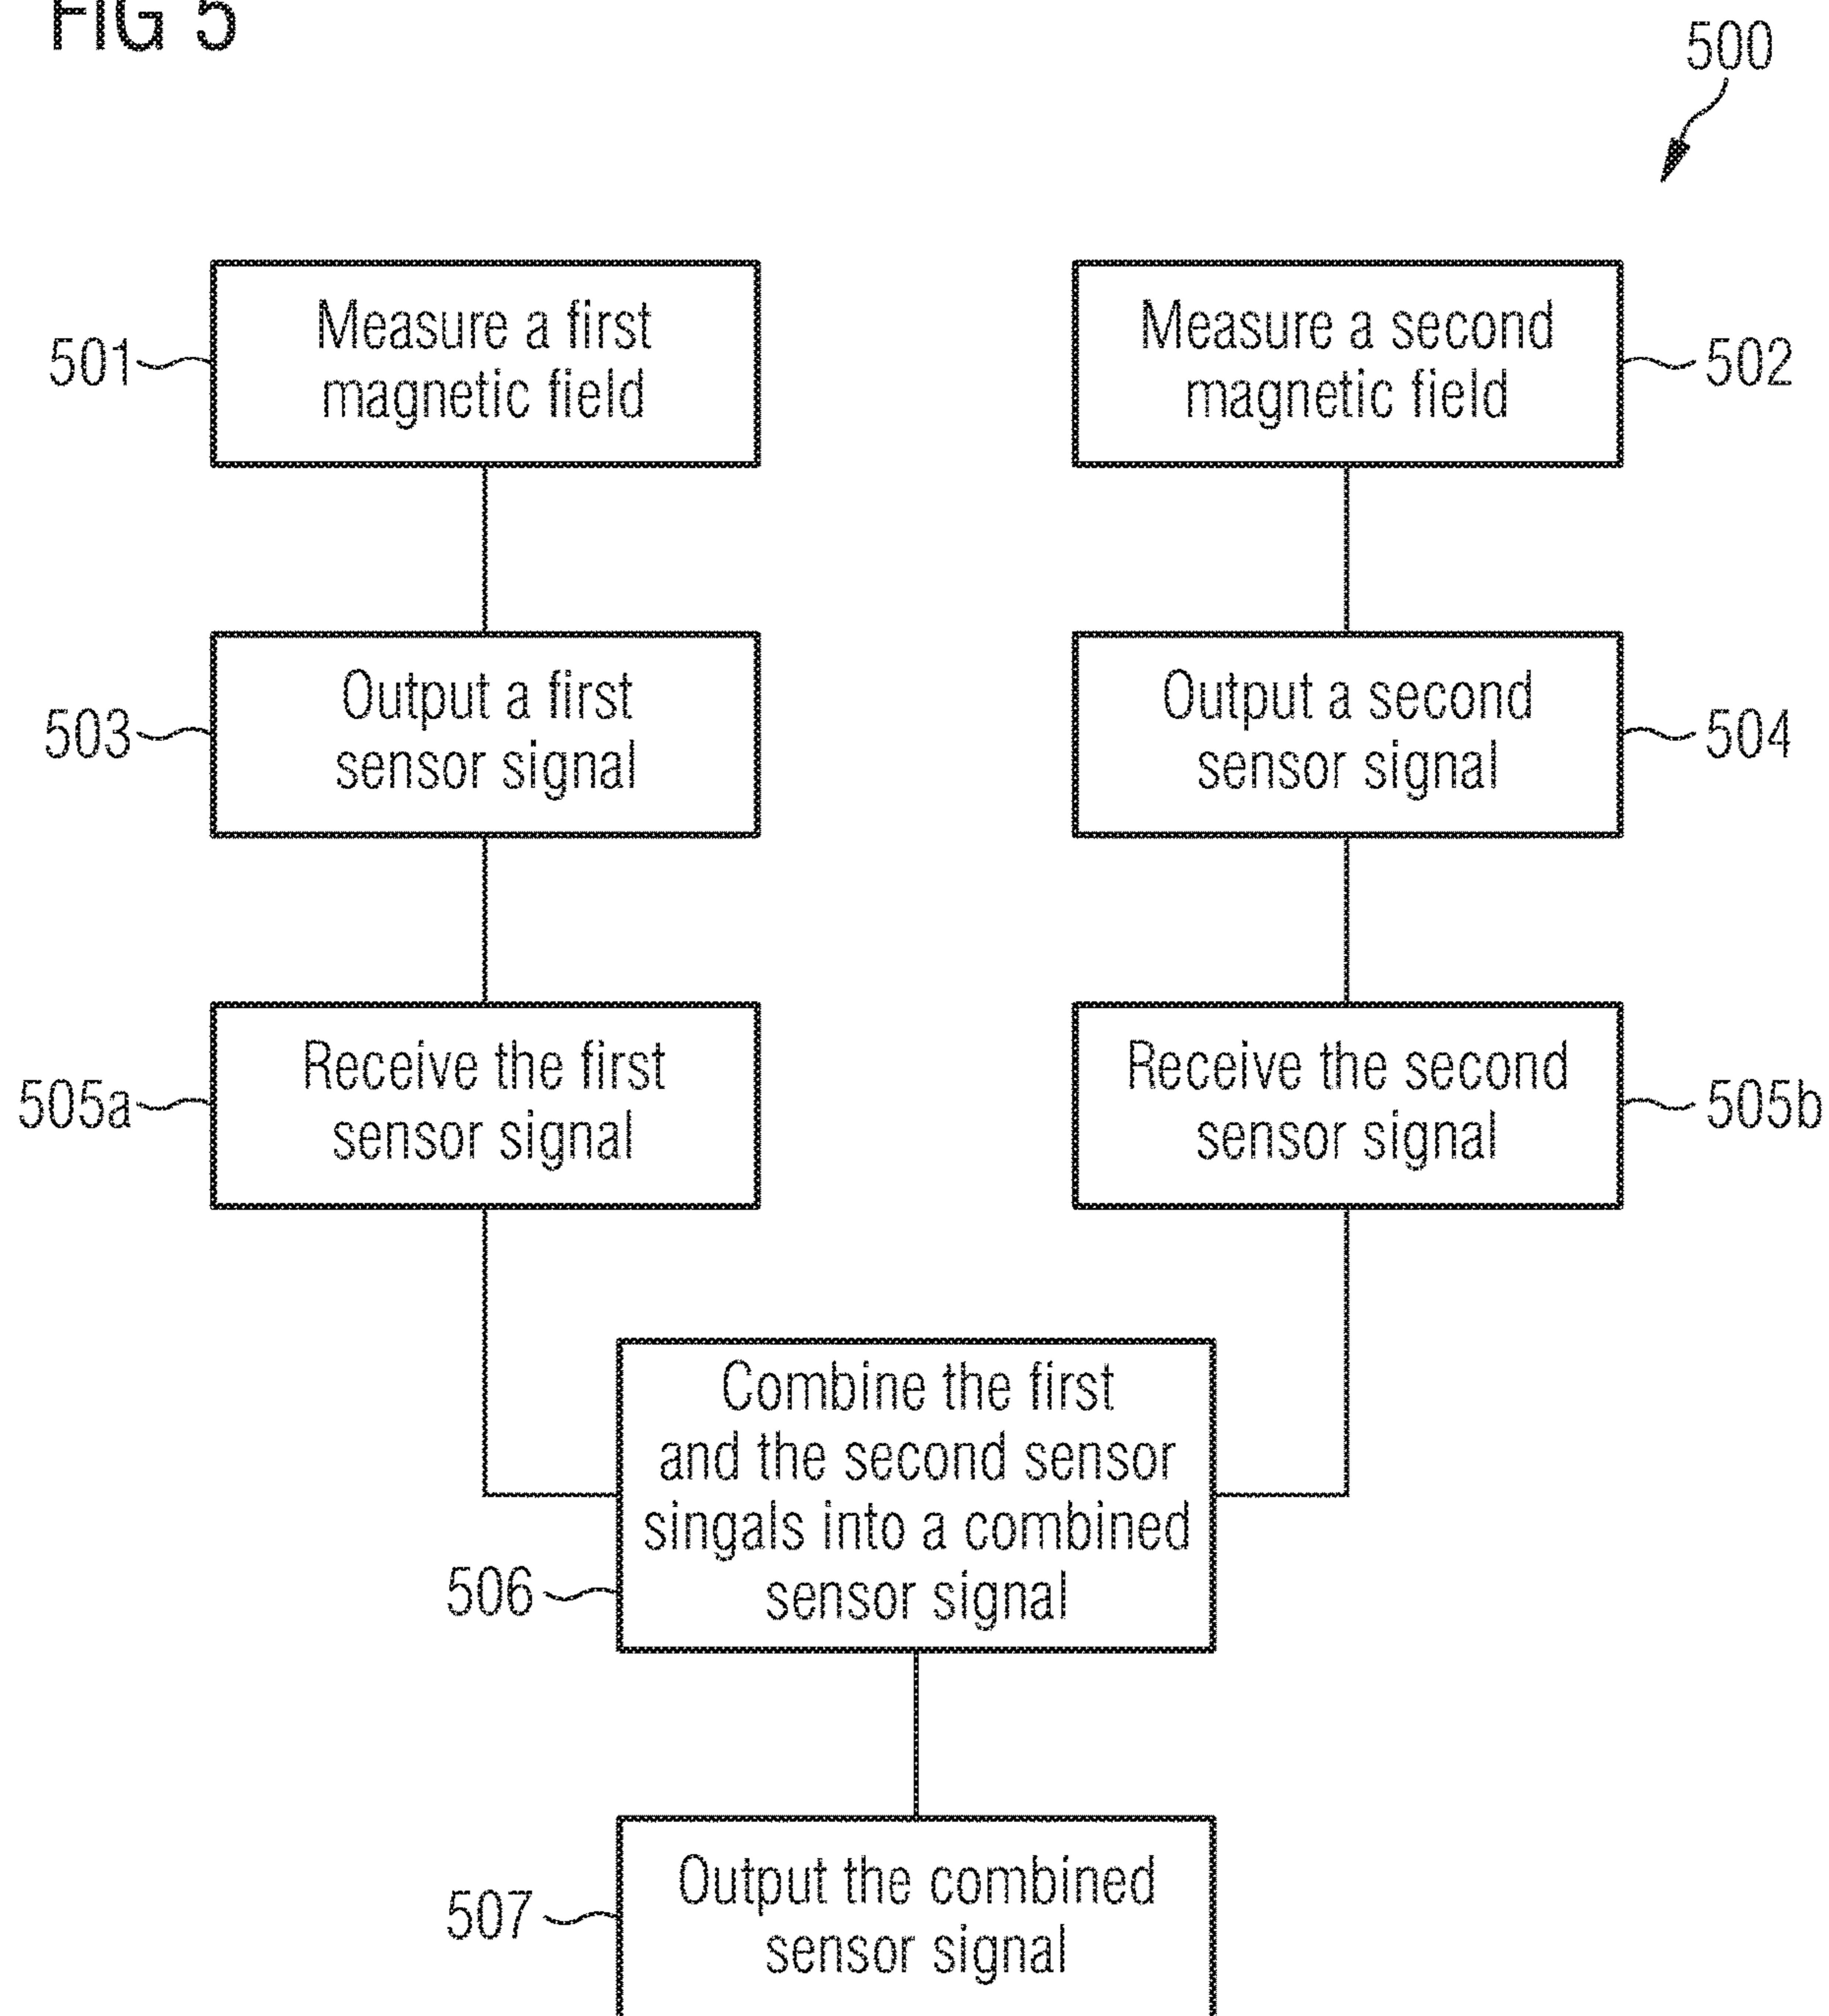 FIG 5
500
501
Measure a first
magnetic field
Measure a second
magnetic field
502
503
Output a first
sensor signal
Output a second
sensor signal
504
505a
Receive the first
sensor signal
Receive the second
sensor signal
505b
Combine the first
and the second sensor
singals into a combined
sensor signal
506
507
Output the combined
sensor signal